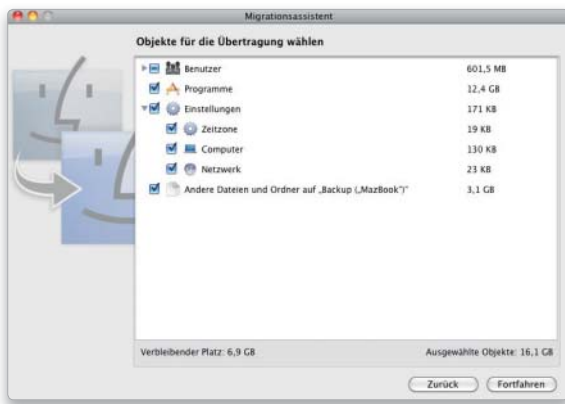 Migrationsassistent
Objekte für die Übertragung wählen
Benutzer 601,5 MB
Programme 12,4 GB
Einstellungen 171 KB
Zeitzone 19 KB
Computer 130 KB
Netzwerk 23 KB
Andere Dateien und Ordner auf „Backup („MazBook“)“ 3,1 GB
Verbleibender Platz: 6,9 GB Ausgewählte Objekte: 16,1 GB
Zurück Fortfahren